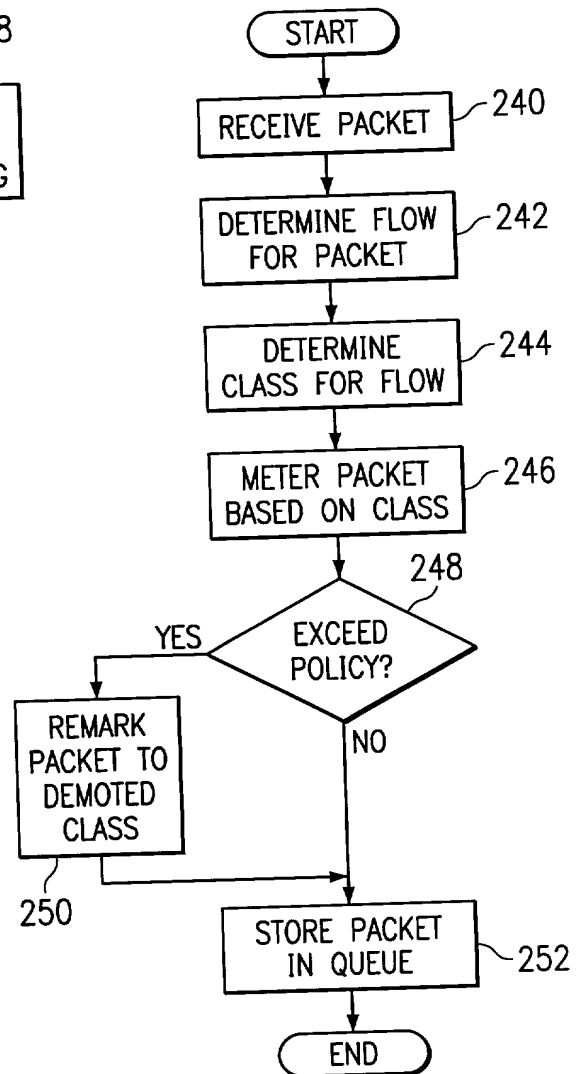 8
G
START
RECEIVE PACKET
240
DETERMINE FLOW
FOR PACKET
242
DETERMINE
CLASS FOR FLOW
244
METER PACKET
BASED ON CLASS
246
248
EXCEED
POLICY?
YES
NO
REMARK
PACKET TO
DEMOTED
CLASS
250
STORE PACKET
IN QUEUE
252
END